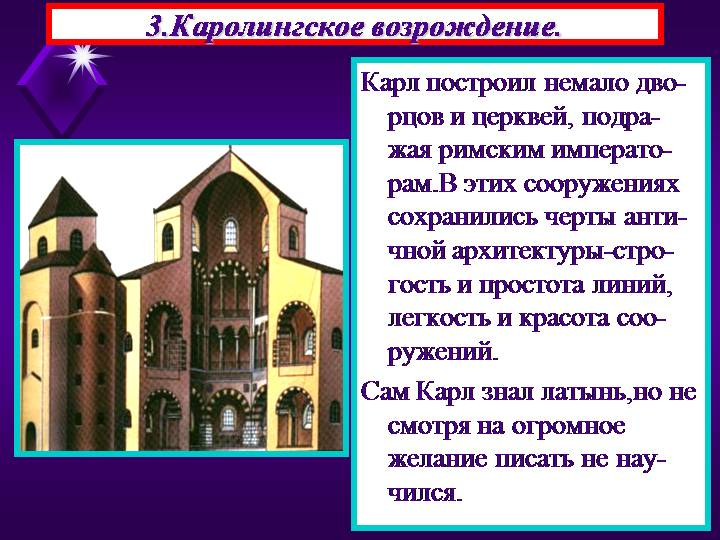 3.Каролингское возрождение.
Карл построил немало дво-
рцов и церквей, подра-
жая римским императо-
рам.В этих сооружениях
сохранились черты анти-
чной архитектуры-стро-
гость и простота линий,
легкость и красота соо-
ружений.
Сам Карл знал латынь,но не
смотря на огромное
желание писать не нау-
чился.